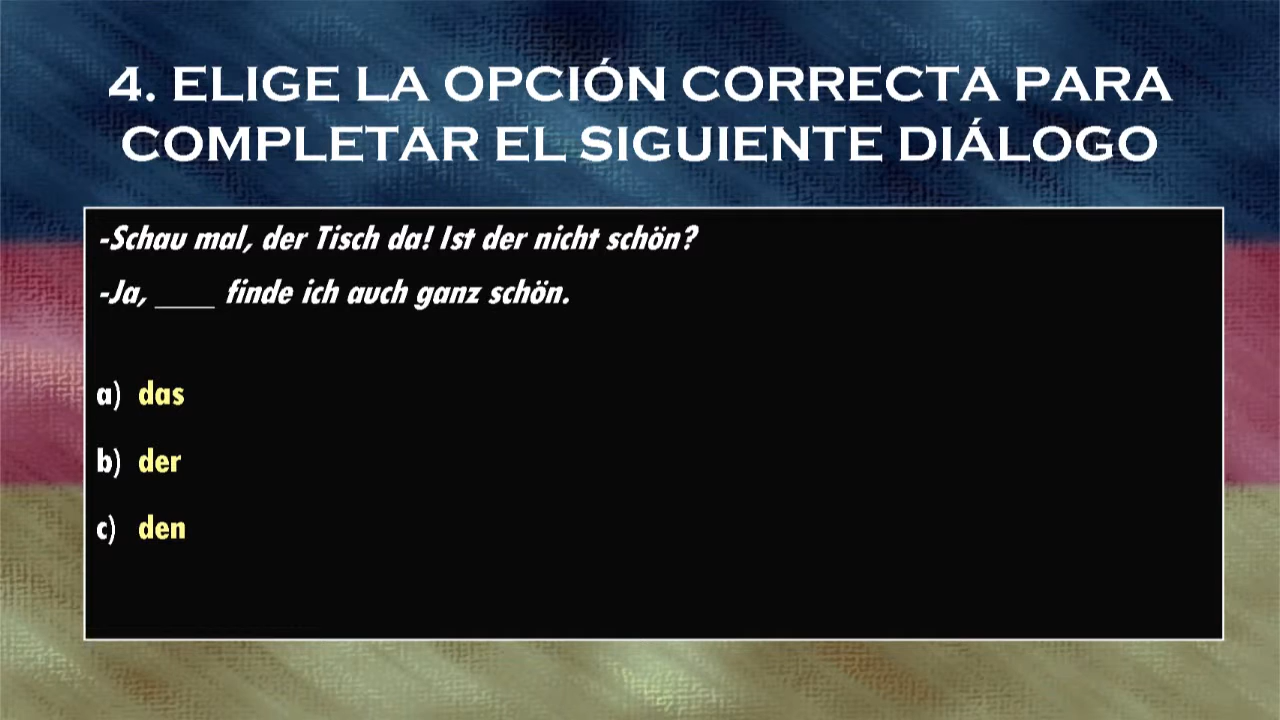 4. ELIGE LA OPCIÓN CORRECTA PARA
COMPLETAR EL SIGUIENTE DIÁLOGO
-Schau mal, der Tisch da! Ist der nicht schön?
-Ja, ____ finde ich auch ganz schön.
a) das
b) der
c) den